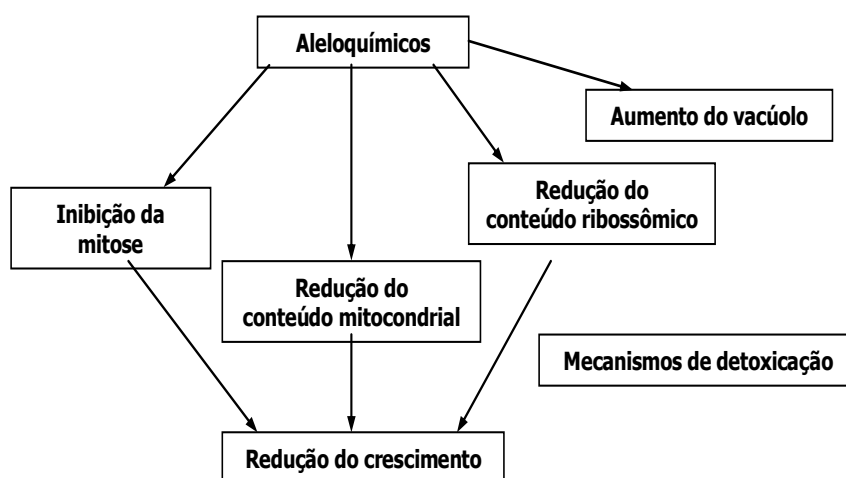 Aleloquímicos
Aumento do vacúolo
Redução do
conteúdo ribossômico
Inibição da
mitose
Redução do
conteúdo mitocondrial
Mecanismos de detoxicação
Redução do crescimento